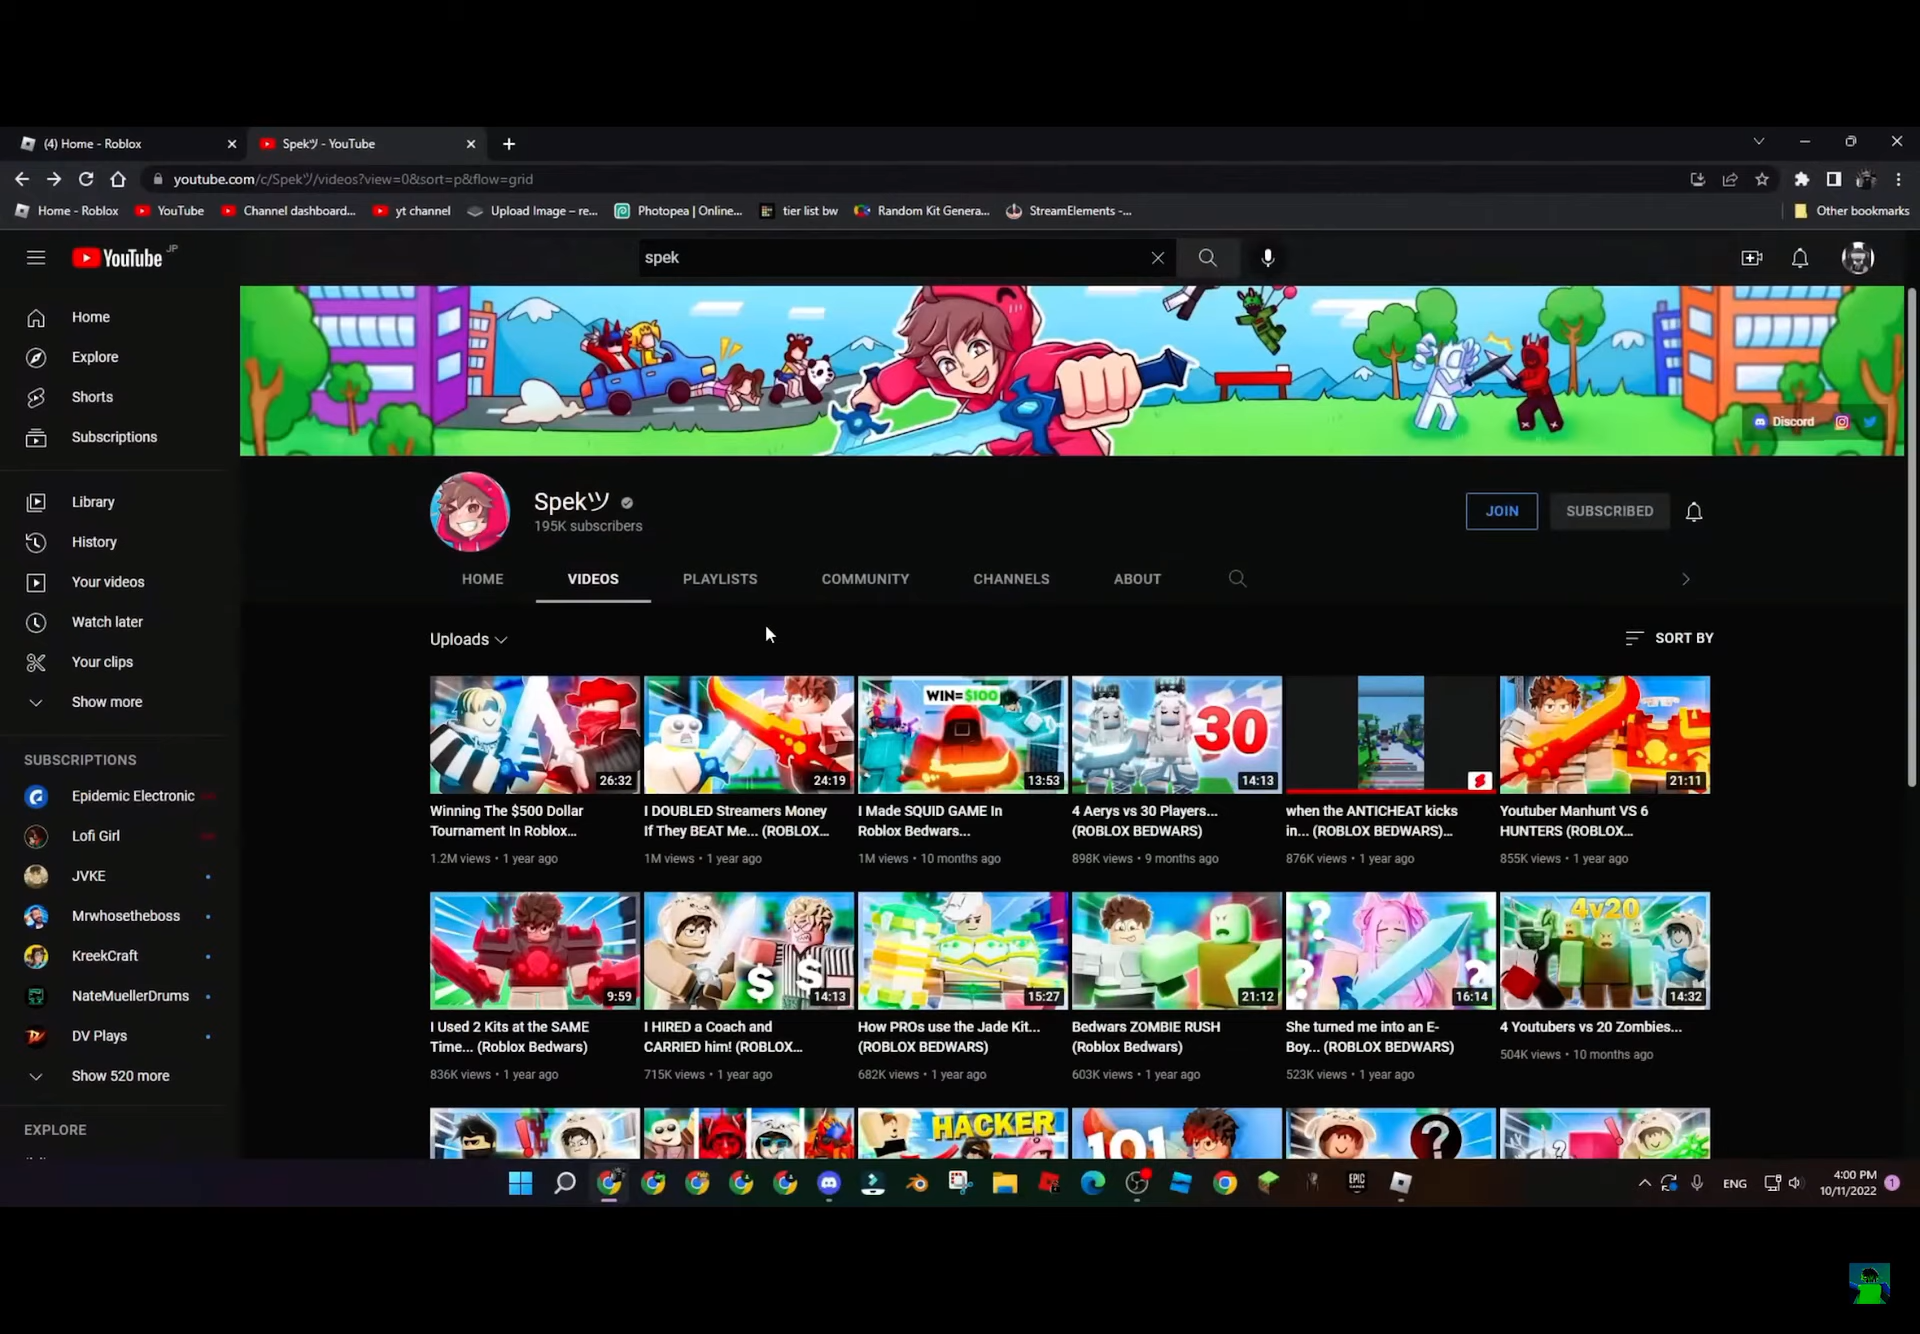 (4) Home - Roblox
Spekツ - YouTube
youtube.com/c/Spekツ/videos?view=0&sort=p&flow=grid
Home - Roblox
YouTube
Channel dashboard...
yt channel
Upload Image – re...
Photopea | Online...
tier list bw
Random Kit Genera...
StreamElements -...
Other bookmarks
YouTube JP
spek
Home
Explore
Shorts
Subscriptions
Library
History
Your videos
Watch later
Your clips
Show more
SUBSCRIPTIONS
Epidemic Electronic
Lofi Girl
JVKE
Mrwhosetheboss
KreekCraft
NateMuellerDrums
DV Plays
Show 520 more
EXPLORE
Discord
Spekツ
195K subscribers
JOIN
SUBSCRIBED
HOME
VIDEOS
PLAYLISTS
COMMUNITY
CHANNELS
ABOUT
Uploads
SORT BY
26:32
Winning The $500 Dollar
Tournament In Roblox...
1.2M views • 1 year ago
24:19
I DOUBLED Streamers Money
If They BEAT Me... (ROBLOX...
1M views • 1 year ago
WIN=$100
13:53
I Made SQUID GAME In
Roblox Bedwars...
1M views • 10 months ago
30
14:13
4 Aerys vs 30 Players...
(ROBLOX BEDWARS)
898K views • 9 months ago
when the ANTICHEAT kicks
in... (ROBLOX BEDWARS)...
876K views • 1 year ago
21:11
Youtuber Manhunt VS 6
HUNTERS (ROBLOX...
855K views • 1 year ago
9:59
I Used 2 Kits at the SAME
Time... (Roblox Bedwars)
836K views • 1 year ago
$ $
14:13
I HIRED a Coach and
CARRIED him! (ROBLOX...
715K views • 1 year ago
15:27
How PROs use the Jade Kit...
(ROBLOX BEDWARS)
682K views • 1 year ago
21:12
Bedwars ZOMBIE RUSH
(Roblox Bedwars)
603K views • 1 year ago
? ? ?
16:14
She turned me into an E-
Boy... (ROBLOX BEDWARS)
523K views • 1 year ago
4v20
14:32
4 Youtubers vs 20 Zombies...
504K views • 10 months ago
!
HACKER
101
?
? !
EPIC
GAMES
ENG
4:00 PM
10/11/2022
1